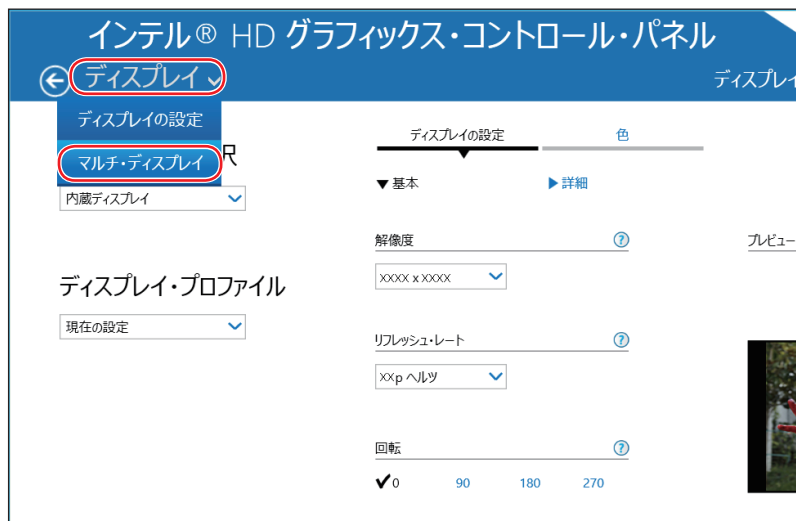 インテル® HD グラフィックス・コントロール・パネル
ディスプレイ
ディスプレイ
ディスプレイの設定
マルチ・ディスプレイ
択
内蔵ディスプレイ
ディスプレイ・プロファイル
現在の設定
ディスプレイの設定
色
▼基本
▶詳細
解像度
?
XXXX x XXXX
リフレッシュ・レート
?
XXp ヘルツ
回転
?
✔0 90 180 270
プレビュー